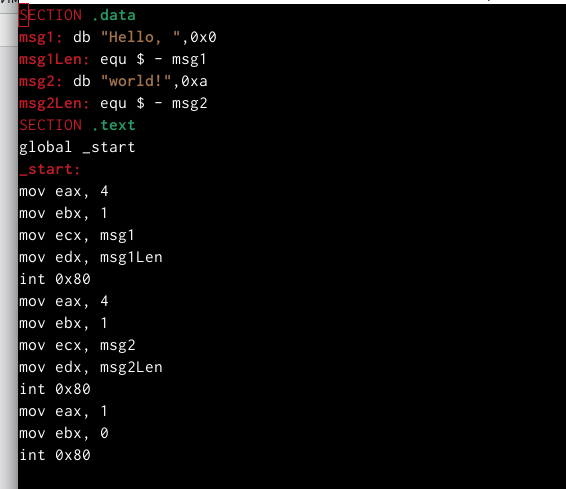 SECTION .data
msg1: db "Hello, ",0x0
msg1Len: equ $ - msg1
msg2: db "world!",0xa
msg2Len: equ $ - msg2
SECTION .text
global _start
_start:
mov eax, 4
mov ebx, 1
mov ecx, msg1
mov edx, msg1Len
int 0x80
mov eax, 4
mov ebx, 1
mov ecx, msg2
mov edx, msg2Len
int 0x80
mov eax, 1
mov ebx, 0
int 0x80